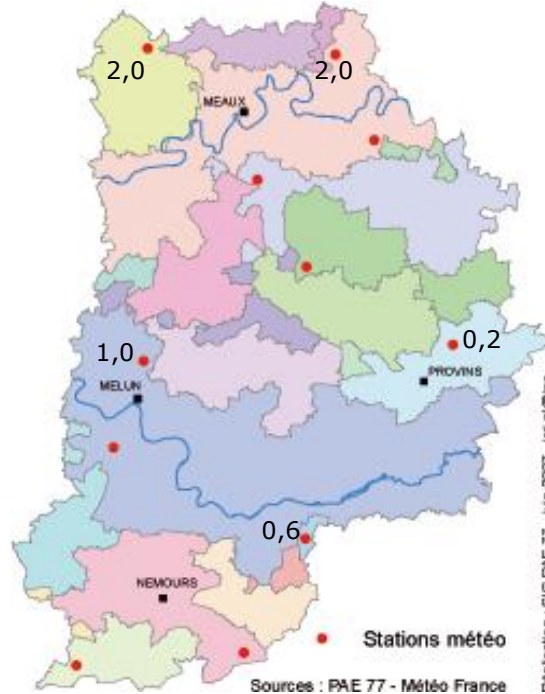 2,0
2,0
MEAUX
1,0
0,2
MELUN
PROVINS
0,6
NEMOURS
Stations météo
Sources : PAE 77 - Météo France